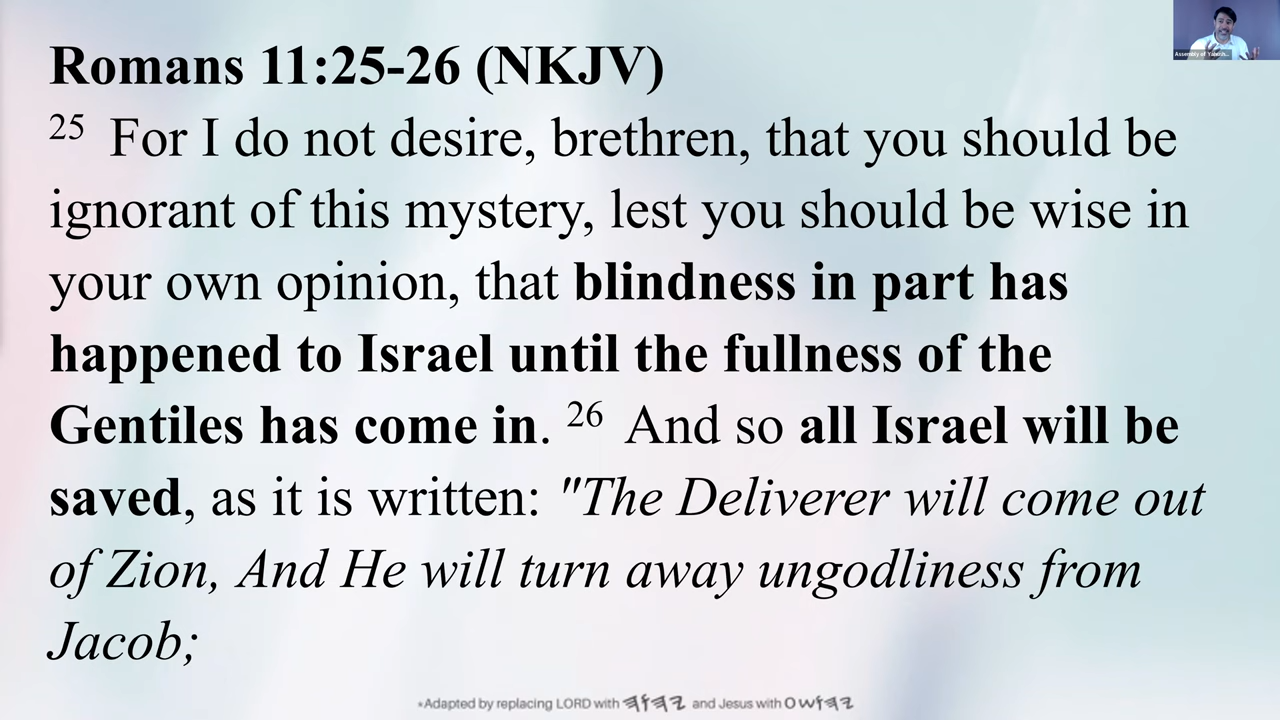 Assembly of
Romans 11:25-26 (NKJV)
25 For I do not desire, brethren, that you should be
ignorant of this mystery, lest you should be wise in
your own opinion, that blindness in part has
happened to Israel until the fullness of the
Gentiles has come in. 26 And so all Israel will be
saved, as it is written: "The Deliverer will come out
of Zion, And He will turn away ungodliness from
Jacob;
*Adapted by replacing LORD with 𐤉𐤄𐤅𐤄 and Jesus with 𐤉𐤄𐤅𐤔𐤏